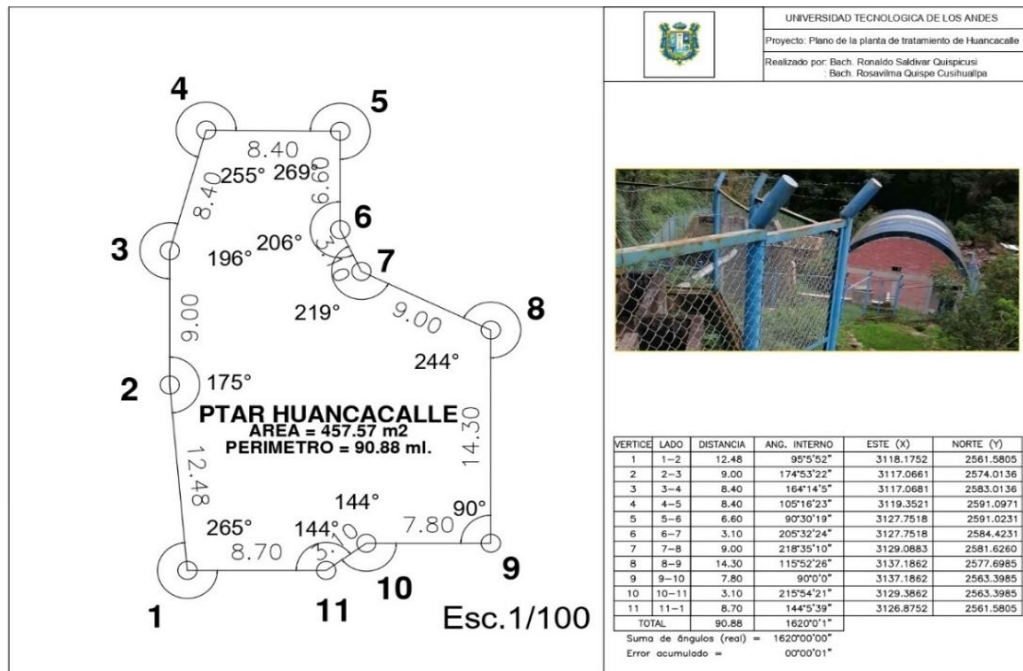 4
5
8.40
255°
269°
6.60
8.40
6
3
196°
206°
3.10
7
219°
9.00
8
9.00
244°
2
175°
PTAR HUANCACALLE
AREA = 457.57 m2
PERIMETRO = 90.88 ml.
14.30
12.48
144°
265°
144°
3.10
7.80
90°
8.70
9
10
1
11
Esc.1/100
UNIVERSIDAD TECNOLOGICA DE LOS ANDES
Proyecto: Plano de la planta de tratamiento de Huancacalle
Realizado por: Bach. Ronaldo Saldivar Quispicusi
: Bach. Rosavilma Quispe Cusihuallpa
VERTICE LADO DISTANCIA ANG. INTERNO ESTE (X) NORTE (Y)
1 1-2 12.48 95°5'52" 3118.1752 2561.5805
2 2-3 9.00 174°53'22" 3117.0661 2574.0136
3 3-4 8.40 164°14'5" 3117.0681 2583.0136
4 4-5 8.40 105°16'23" 3119.3521 2591.0971
5 5-6 6.60 90°30'19" 3127.7518 2591.0231
6 6-7 3.10 205°32'24" 3127.7518 2584.4231
7 7-8 9.00 218°35'10" 3129.0883 2581.6260
8 8-9 14.30 115°52'26" 3137.1862 2577.6985
9 9-10 7.80 90°0'0" 3137.1862 2563.3985
10 10-11 3.10 215°54'21" 3129.3862 2563.3985
11 11-1 8.70 144°5'39" 3126.8752 2561.5805
TOTAL 90.88 1620°0'1"
Suma de ángulos (real) = 1620°00'00"
Error acumulado = 00°00'01"